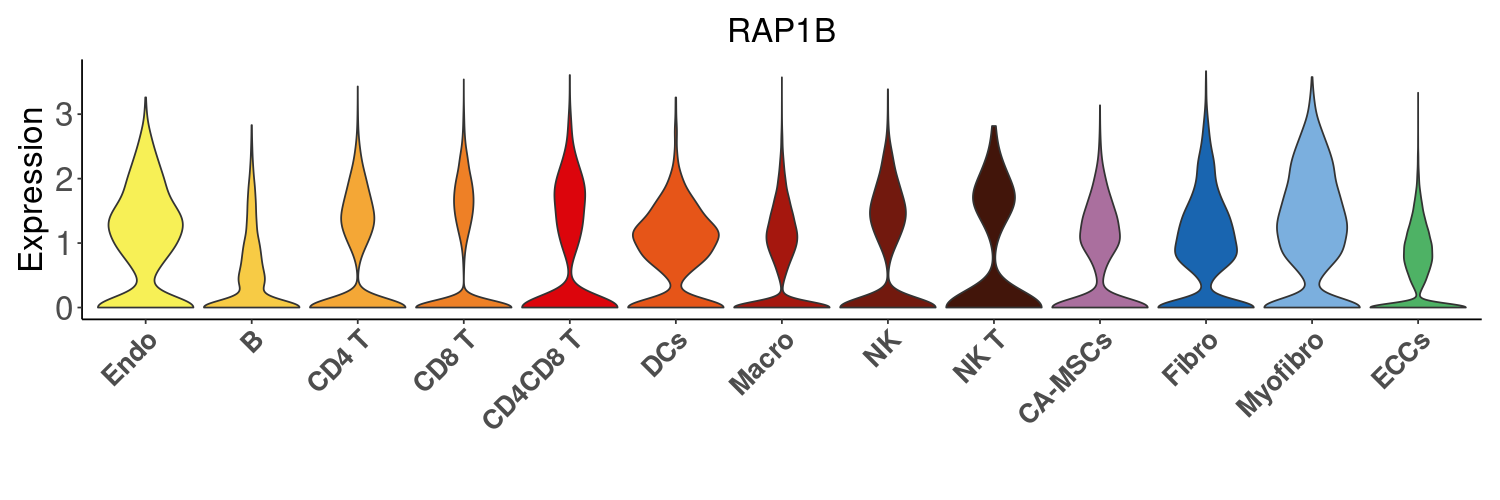 RAP1B
Expression
3
2
1
0
Endo
B
CD4 T
CD8 T
CD4CD8 T
DCs
Macro
NK
NK T
CA-MSCs
Fibro
Myofibro
ECCs